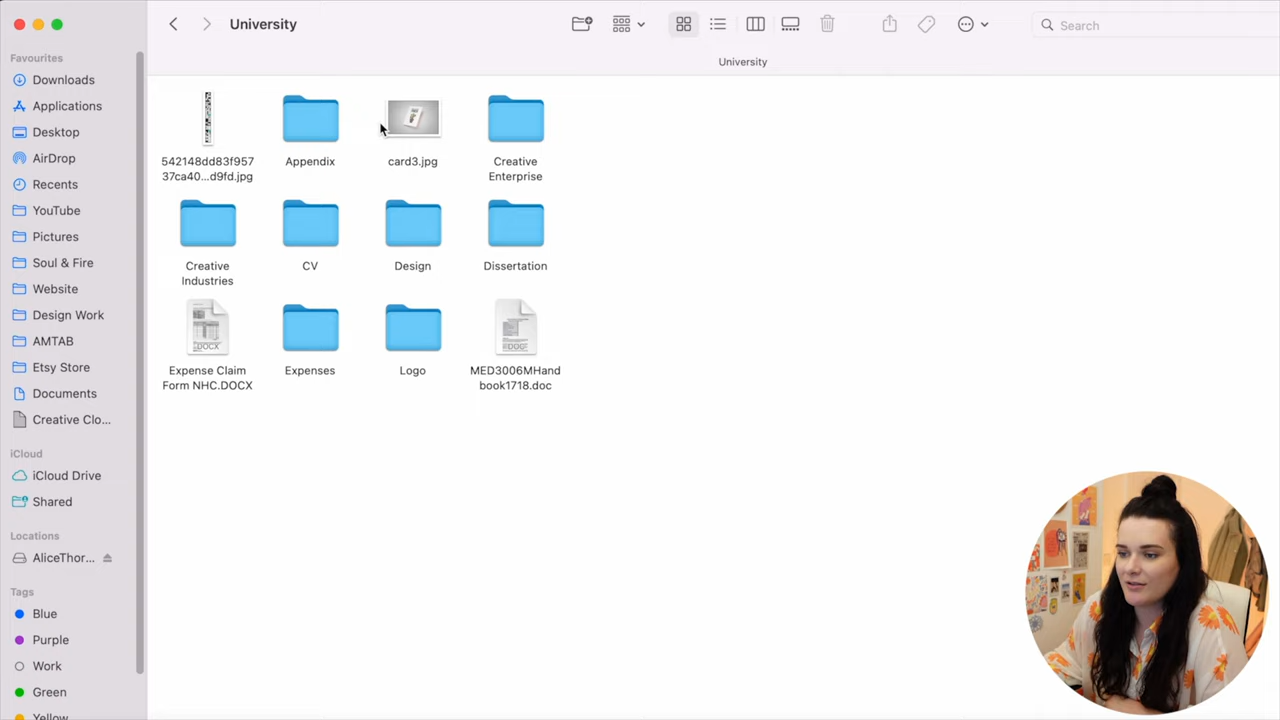 University
Search
University
Favourites
Downloads
Applications
Desktop
AirDrop
Recents
YouTube
Pictures
Soul & Fire
Website
Design Work
AMTAB
Etsy Store
Documents
Creative Clo...
iCloud
iCloud Drive
Shared
Locations
AliceThor...
Tags
Blue
Purple
Work
Green
Yellow
542148dd83f957
37ca40...d9fd.jpg
Appendix
card3.jpg
Creative
Enterprise
Creative
Industries
CV
Design
Dissertation
DOCX
DOC
Expense Claim
Form NHC.DOCX
Expenses
Logo
MED3006MHand
book1718.doc